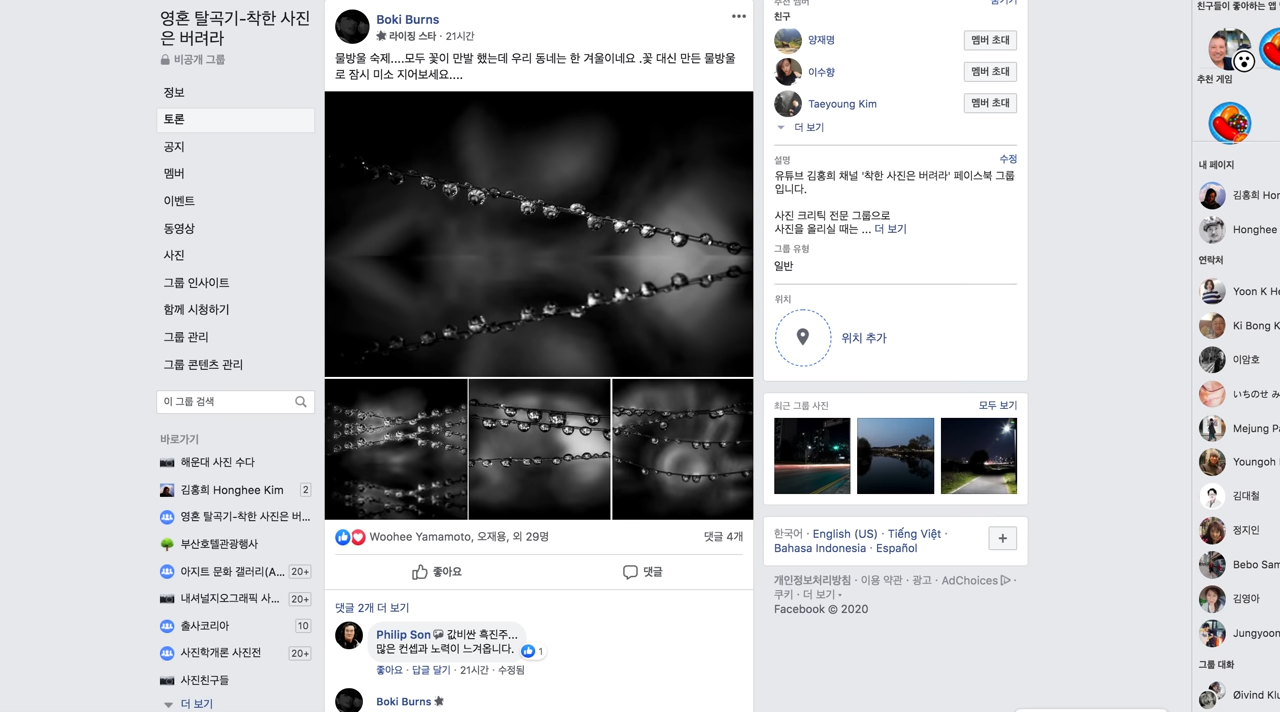 영혼 탈곡기-착한 사진
은 버려라
비공개 그룹
정보
토론
공지
멤버
이벤트
동영상
사진
그룹 인사이트
함께 시청하기
그룹 관리
그룹 콘텐츠 관리
이 그룹 검색
바로가기
해운대 사진 수다
김홍희 Honghee Kim 2
영혼 탈곡기-착한 사진은 버...
부산호텔관광행사
아지트 문화 갤러리(A... 20+
내셔널지오그래픽 사... 20+
출사코리아 10
사진학개론 사진전 20+
사진친구들
더 보기
Boki Burns
라이징 스타 · 21시간
물방울 숙제....모두 꽃이 만발 했는데 우리 동네는 한 겨울이네요 .꽃 대신 만든 물방울
로 잠시 미소 지어보세요....
Woohee Yamamoto, 오재용, 외 29명 댓글 4개
좋아요 댓글
댓글 2개 더 보기
Philip Son 값비싼 흑진주...
많은 컨셉과 노력이 느겨옵니다. 1
좋아요 · 답글 달기 · 21시간 · 수정됨
Boki Burns
추천 멤버 숨기기
친구
양재명 멤버 초대
이수향 멤버 초대
Taeyoung Kim 멤버 초대
더 보기
설명 수정
유튜브 김홍희 채널 '착한 사진은 버려라' 페이스북 그룹
입니다.
사진 크리틱 전문 그룹으로
사진을 올리실 때는 ... 더 보기
그룹 유형
일반
위치
위치 추가
최근 그룹 사진 모두 보기
한국어 · English (US) · Tiếng Việt ·
Bahasa Indonesia · Español
개인정보처리방침 · 이용 약관 · 광고 · AdChoices ·
쿠키 · 더 보기
Facebook © 2020
친구들이 좋아하는 앱
추천 게임
내 페이지
김홍희 Hon
Honghee
연락처
Yoon K He
Ki Bong K
이암호
いちのせ み
Mejung Pa
Youngoh
김대철
정지인
Bebo Sam
김영아
Jungyoon
그룹 대화
Øivind Klu